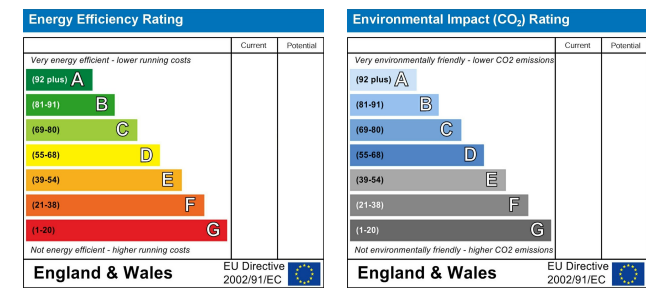 Energy Efficiency Rating
Current Potential
Very energy efficient - lower running costs
(92 plus) A
(81-91) B
(69-80) C
(55-68) D
(39-54) E
(21-38) F
(1-20) G
Not energy efficient - higher running costs
England & Wales
EU Directive
2002/91/EC
Environmental Impact (CO₂) Rating
Current Potential
Very environmentally friendly - lower CO2 emissions
(92 plus) A
(81-91) B
(69-80) C
(55-68) D
(39-54) E
(21-38) F
(1-20) G
Not environmentally friendly - higher CO2 emissions
England & Wales
EU Directive
2002/91/EC